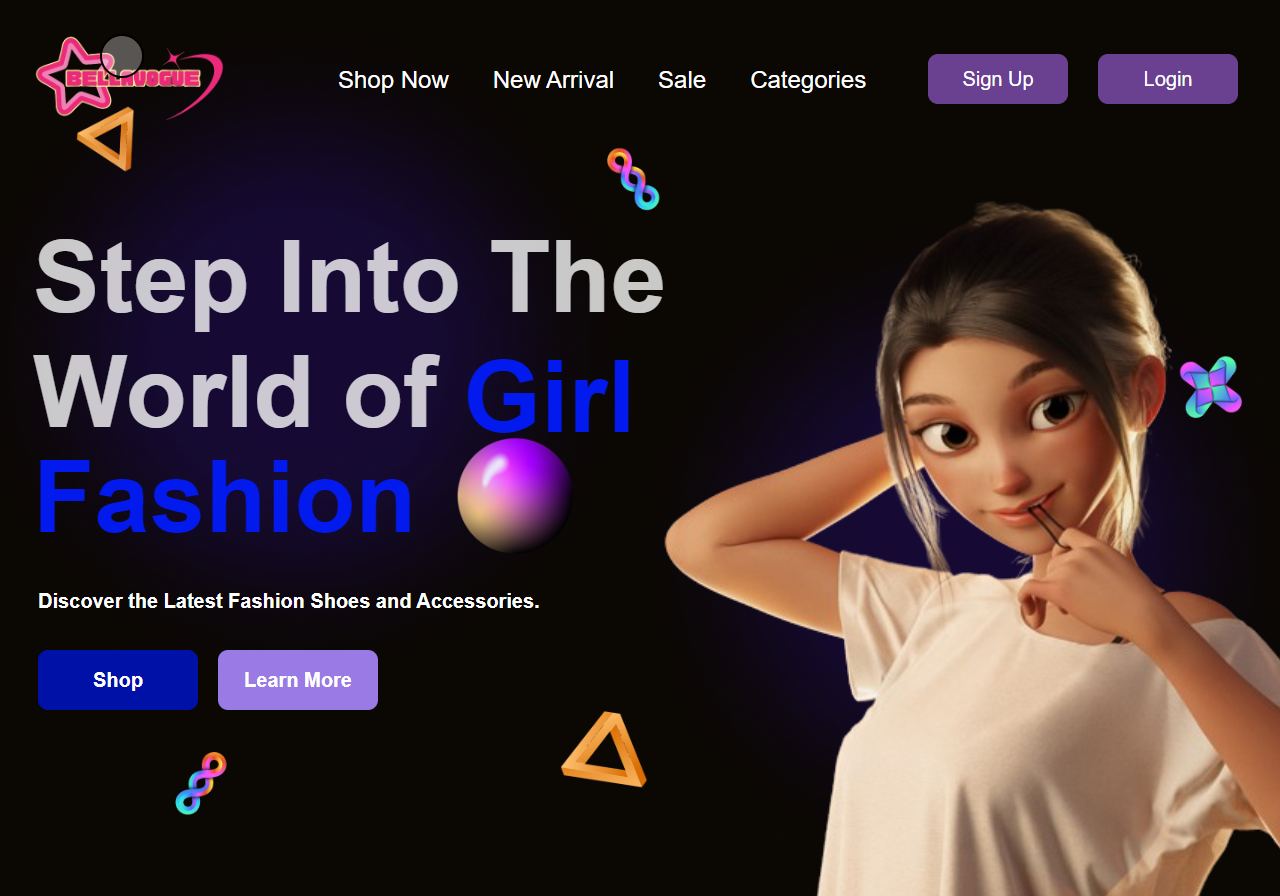 BELLAVOGUE
Shop Now New Arrival Sale Categories Sign Up Login
Step Into The
World of Girl
Fashion
Discover the Latest Fashion Shoes and Accessories.
Shop Learn More